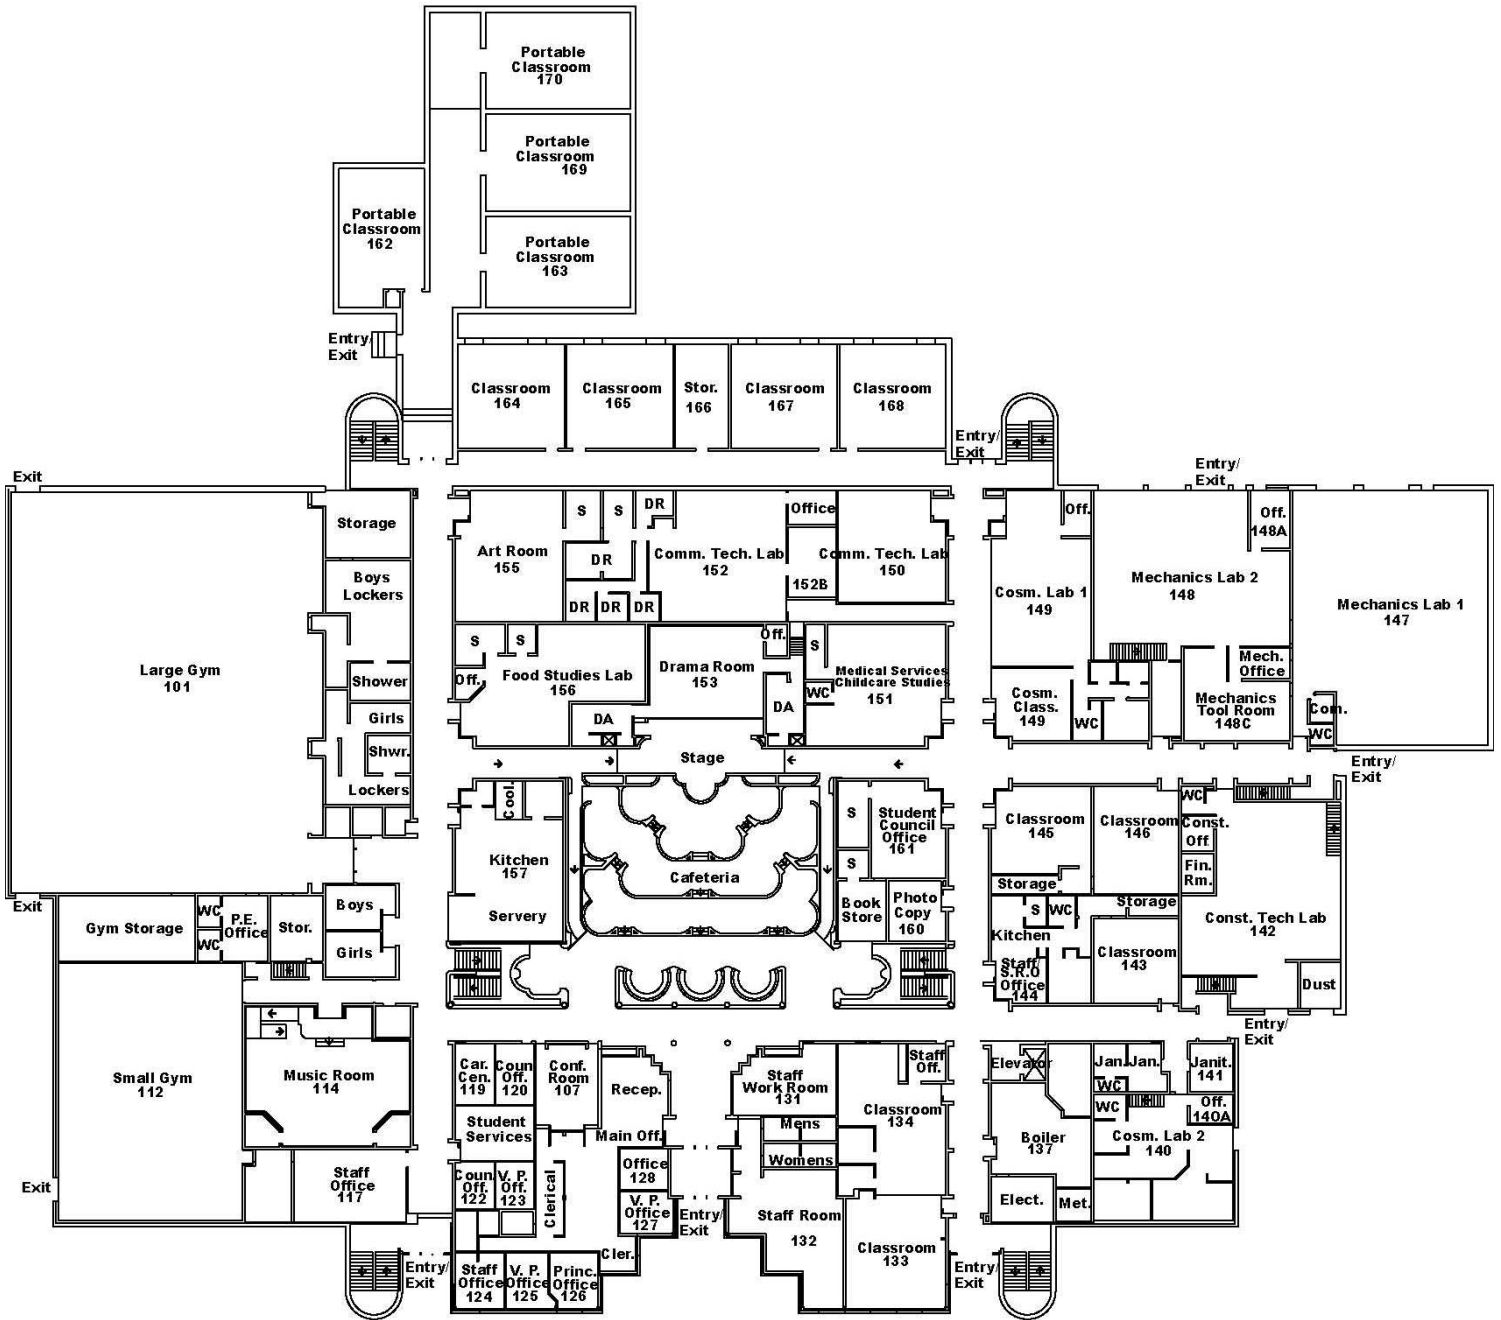 Portable
Classroom
170
Portable
Classroom
169
Portable
Classroom
162
Portable
Classroom
163
Entry/
Exit
Classroom
164
Classroom
165
Stor.
166
Classroom
167
Classroom
168
Entry/
Exit
Exit
Entry/
Exit
Storage
Boys
Lockers
Large Gym
101
Shower
Girls
Shwr.
Lockers
Art Room
155
S
S
DR
DR
DR
DR
DR
Comm. Tech. Lab
152
Office
152B
Comm. Tech. Lab
150
Off.
Cosm. Lab 1
149
Off.
148A
Mechanics Lab 2
148
Mechanics Lab 1
147
S
S
Off.
Food Studies Lab
156
DA
Drama Room
153
Off.
DA
S
WC
Medical Services
Childcare Studies
151
Cosm.
Class.
149
WC
Mech.
Office
Mechanics
Tool Room
148C
Com.
WC
Entry/
Exit
Stage
Cool.
Kitchen
157
Servery
Cafeteria
S
S
Student
Council
Office
161
Book
Store
Photo
Copy
160
Classroom
145
Classroom
146
WC
Const.
Off
Fin.
Rm.
Storage
Storage
S
WC
Kitchen
Staff/
S.R.O
Office
144
Classroom
143
Const. Tech Lab
142
Dust
Entry/
Exit
Exit
Gym Storage
WC
WC
P.E.
Office
Stor.
Boys
Girls
Small Gym
112
Music Room
114
Staff
Office
117
Exit
Car.
Cen.
119
Coun
Off.
120
Conf.
Room
107
Recep.
Student
Services
Main Off.
Coun.
Off.
122
V. P.
Off.
123
Clerical
Office
128
V. P.
Office
127
Cler.
Entry/
Exit
Staff
Office
124
V. P.
Office
125
Princ.
Office
126
Entry/
Exit
Staff
Work Room
131
Staff
Off.
Classroom
134
Mens
Womens
Staff Room
132
Classroom
133
Entry/
Exit
Elevator
Boiler
137
Elect.
Met.
Jan.
Jan.
WC
WC
Janit.
141
Off.
140A
Cosm. Lab 2
140